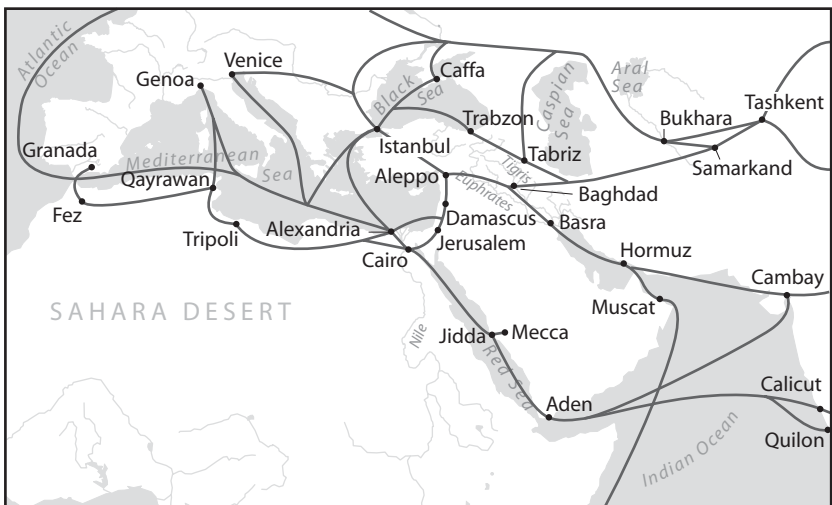 Atlantic
Ocean
Venice
Genoa
Caffa
Black
Sea
Caspian
Sea
Aral
Sea
Tashkent
Bukhara
Samarkand
Granada
Mediterranean
Sea
Qayrawan
Fez
Tripoli
Istanbul
Trabzon
Tabriz
Tigris
Euphrates
Aleppo
Baghdad
Damascus
Basra
Alexandria
Jerusalem
Cairo
Hormuz
Cambay
Muscat
SAHARA DESERT
Nile
Jidda
Mecca
Red Sea
Aden
Calicut
Quilon
Indian Ocean